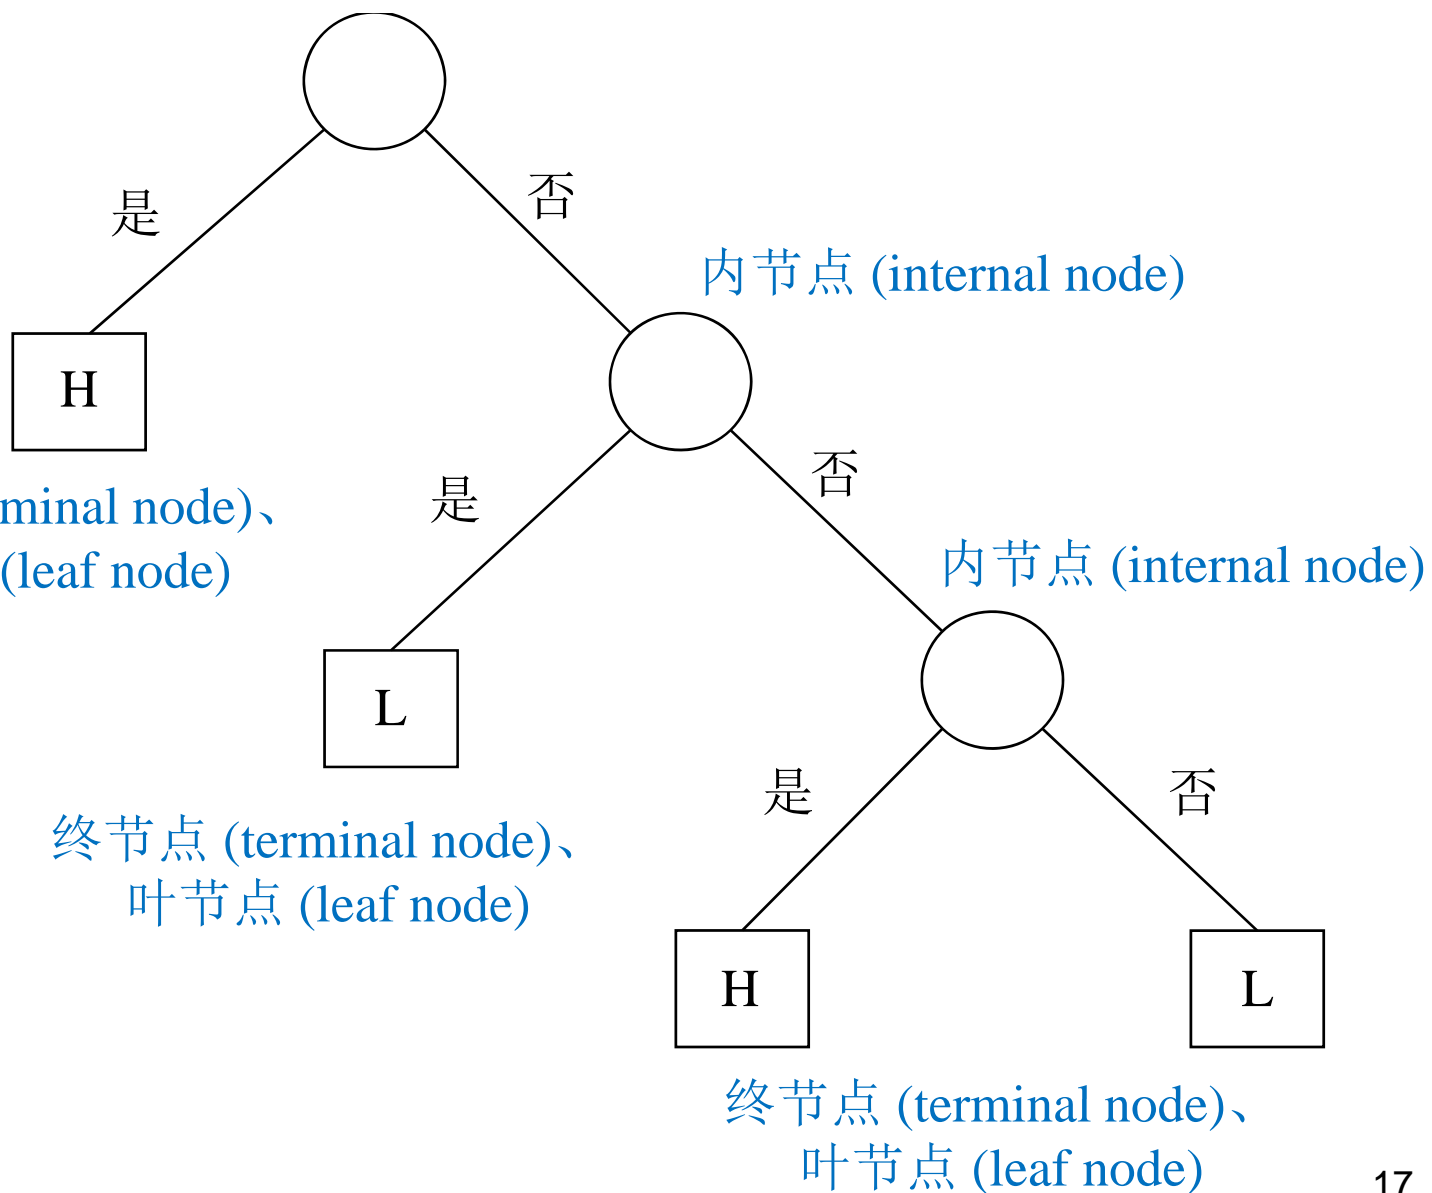 是
否
内节点 (internal node)
H
minal node)、
(leaf node)
是
否
内节点 (internal node)
L
是
否
终节点 (terminal node)、
叶节点 (leaf node)
H
L
终节点 (terminal node)、
叶节点 (leaf node)
17